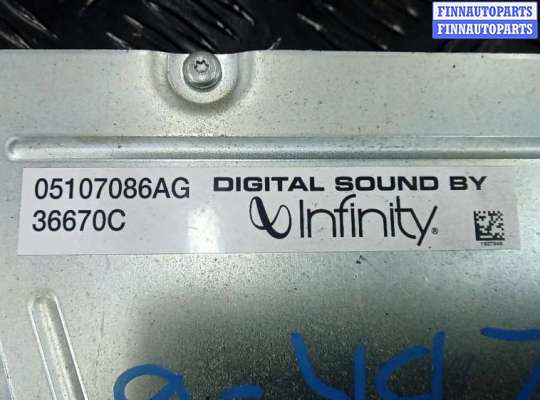 FINNAUTOPARTS
FINNAUTOPARTS
05107086AG DIGITAL SOUND BY
36670C Infinity®